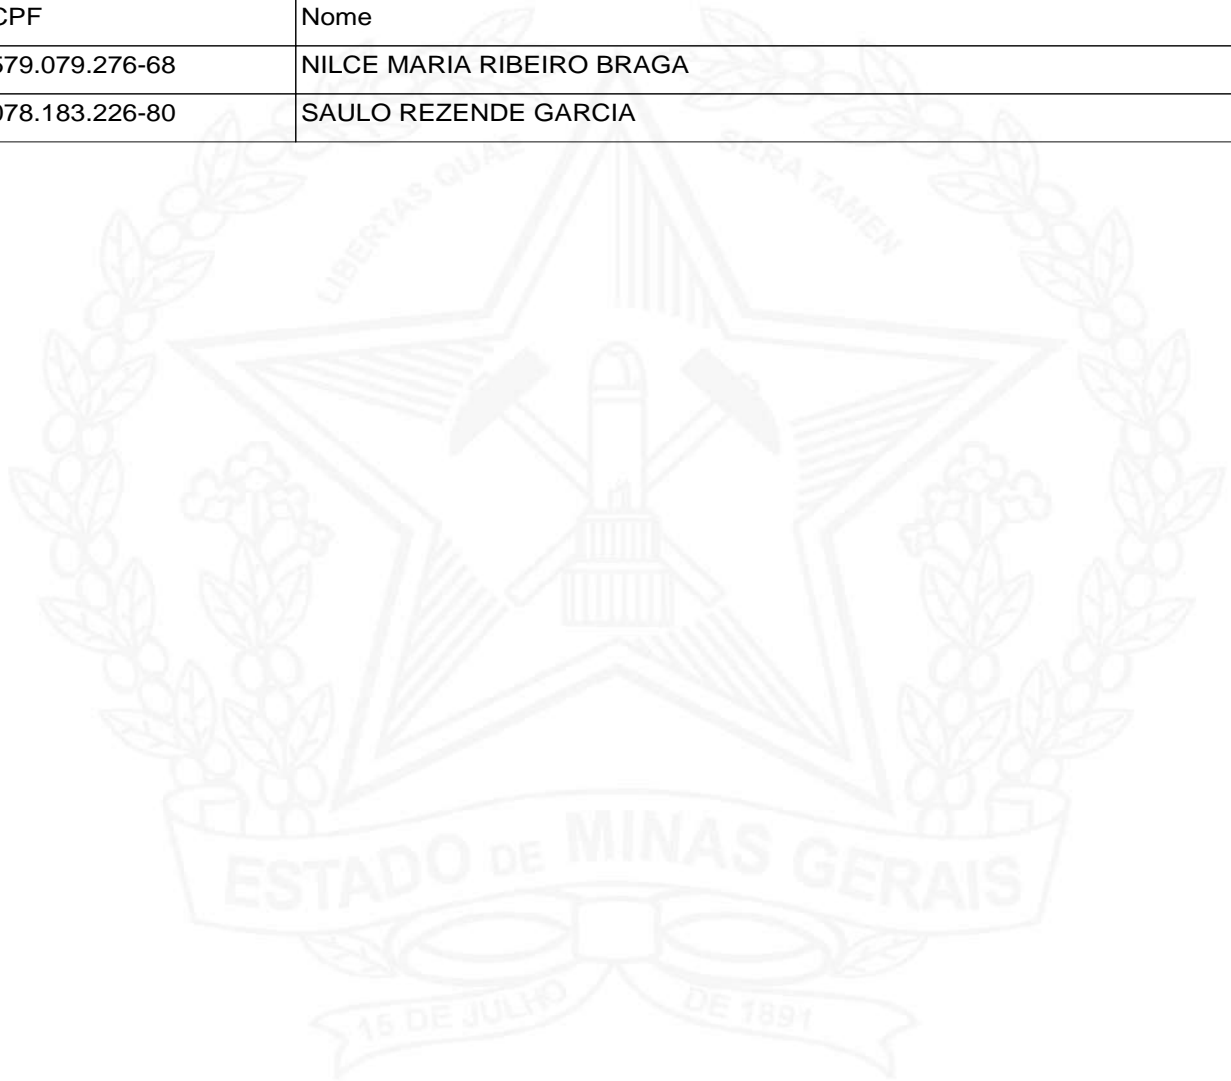 CPF Nome
579.079.276-68 NILCE MARIA RIBEIRO BRAGA
078.183.226-80 SAULO REZENDE GARCIA
LIBERTAS QUAE SERA TAMEN
ESTADO DE MINAS GERAIS
15 DE JULHO DE 1891